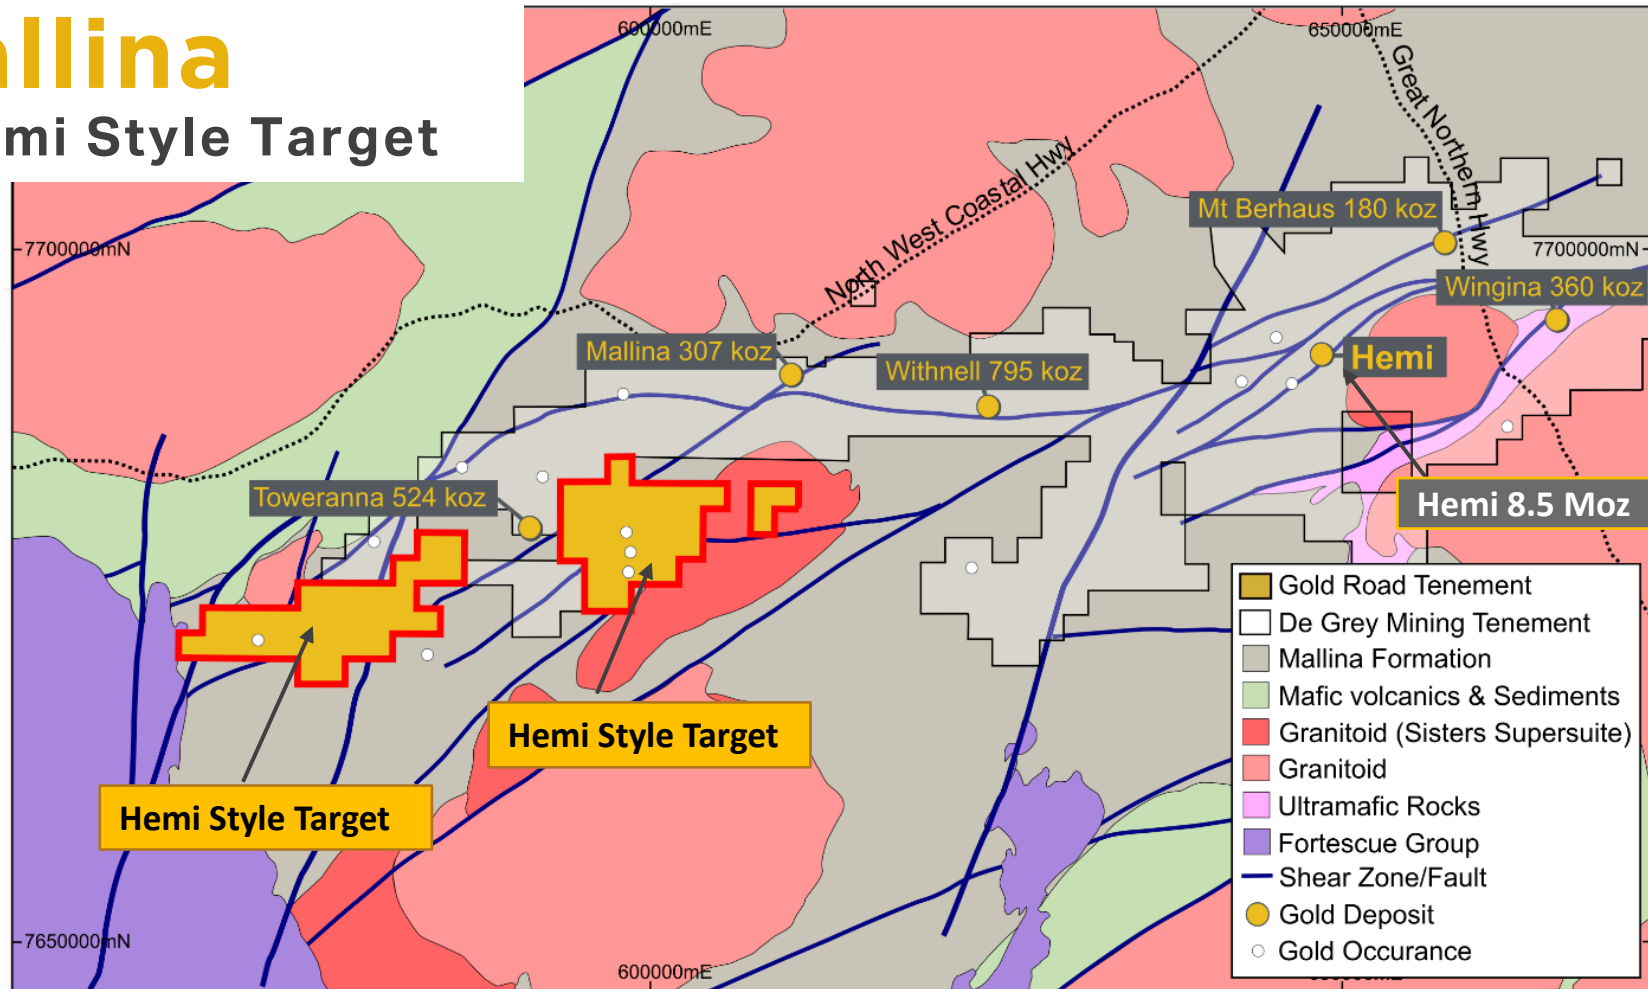 allina
mi Style Target
600000mE
650000mE
Great Northern Hwy
North West Coastal Hwy
Mt Berhaus 180 koz
7700000mN
7700000mN
Wingina 360 koz
Mallina 307 koz
Withnell 795 koz
Hemi
Toweranna 524 koz
Hemi 8.5 Moz
Hemi Style Target
Hemi Style Target
Gold Road Tenement
De Grey Mining Tenement
Mallina Formation
Mafic volcanics & Sediments
Granitoid (Sisters Supersuite)
Granitoid
Ultramafic Rocks
Fortescue Group
Shear Zone/Fault
Gold Deposit
Gold Occurance
7650000mN
600000mE